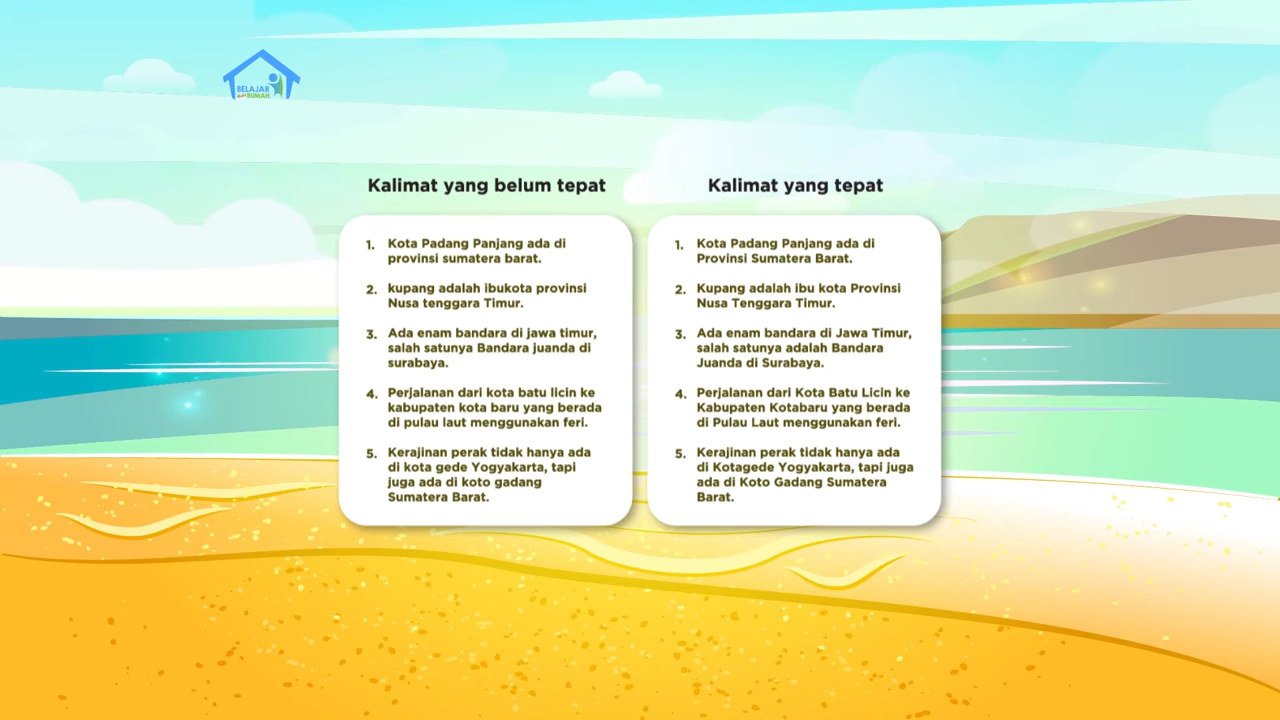 BELAJAR
dari RUMAH
Kalimat yang belum tepat
1. Kota Padang Panjang ada di
provinsi sumatera barat.
2. kupang adalah ibukota provinsi
Nusa tenggara Timur.
3. Ada enam bandara di jawa timur,
salah satunya Bandara juanda di
surabaya.
4. Perjalanan dari kota batu licin ke
kabupaten kota baru yang berada
di pulau laut menggunakan feri.
5. Kerajinan perak tidak hanya ada
di kota gede Yogyakarta, tapi
juga ada di koto gadang
Sumatera Barat.
Kalimat yang tepat
1. Kota Padang Panjang ada di
Provinsi Sumatera Barat.
2. Kupang adalah ibu kota Provinsi
Nusa Tenggara Timur.
3. Ada enam bandara di Jawa Timur,
salah satunya adalah Bandara
Juanda di Surabaya.
4. Perjalanan dari Kota Batu Licin ke
Kabupaten Kotabaru yang berada
di Pulau Laut menggunakan feri.
5. Kerajinan perak tidak hanya ada
di Kotagede Yogyakarta, tapi juga
ada di Koto Gadang Sumatera
Barat.